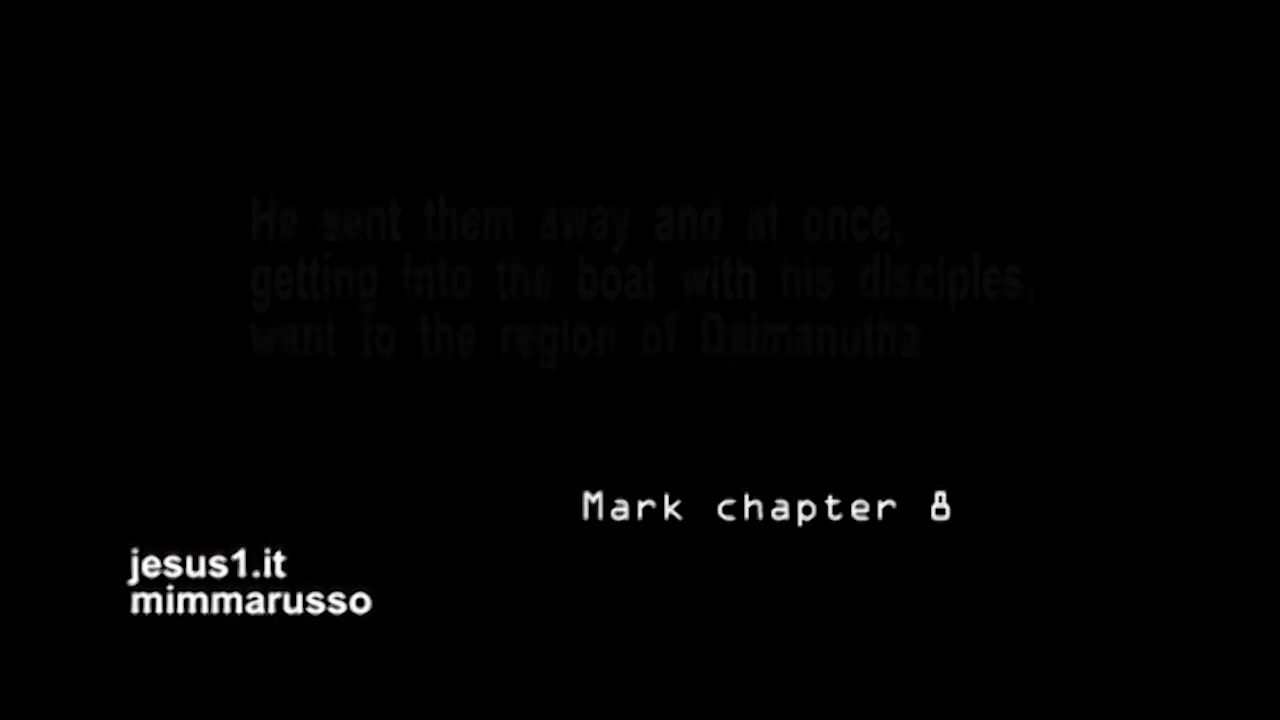 He sent them away and at once,
getting into the boat with his disciples,
went to the region of Dalmanutha
Mark chapter 8
jesus1.it
mimmarusso